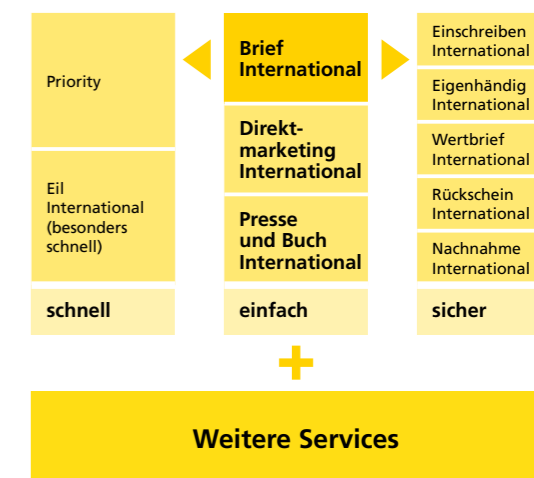 Priority
Eil
International
(besonders
schnell)
schnell
Brief
International
Direkt-
marketing
International
Presse
und Buch
International
einfach
Einschreiben
International
Eigenhändig
International
Wertbrief
International
Rückschein
International
Nachnahme
International
sicher
Weitere Services